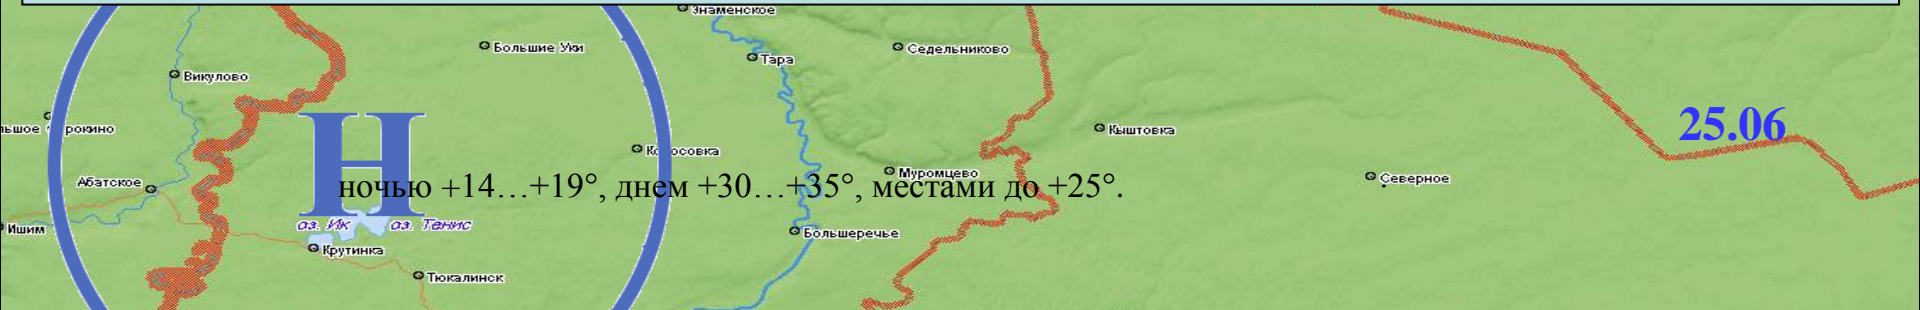 Знаменское
Большие Уки
Седельниково
Тара
Викулово
25.06
Кыштовка
Н
Муромцево
Северное
Абатское
ночью +14…+19°, днем +30…+35°, местами до +25°.
оз. Ик
оз. Тенис
Ишим
Большеречье
Крутинка
Тюкалинск